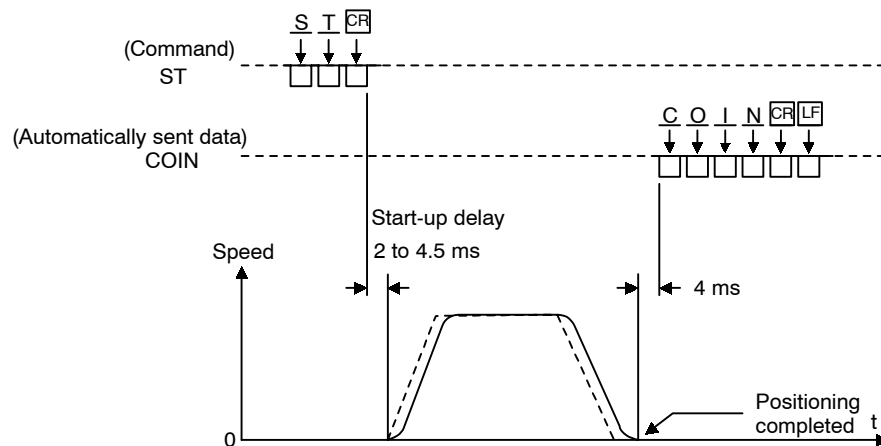 S T CR
(Command)
ST
C O I N CR LF
(Automatically sent data)
COIN
Start-up delay
Speed
2 to 4.5 ms
4 ms
Positioning
completed
t
0